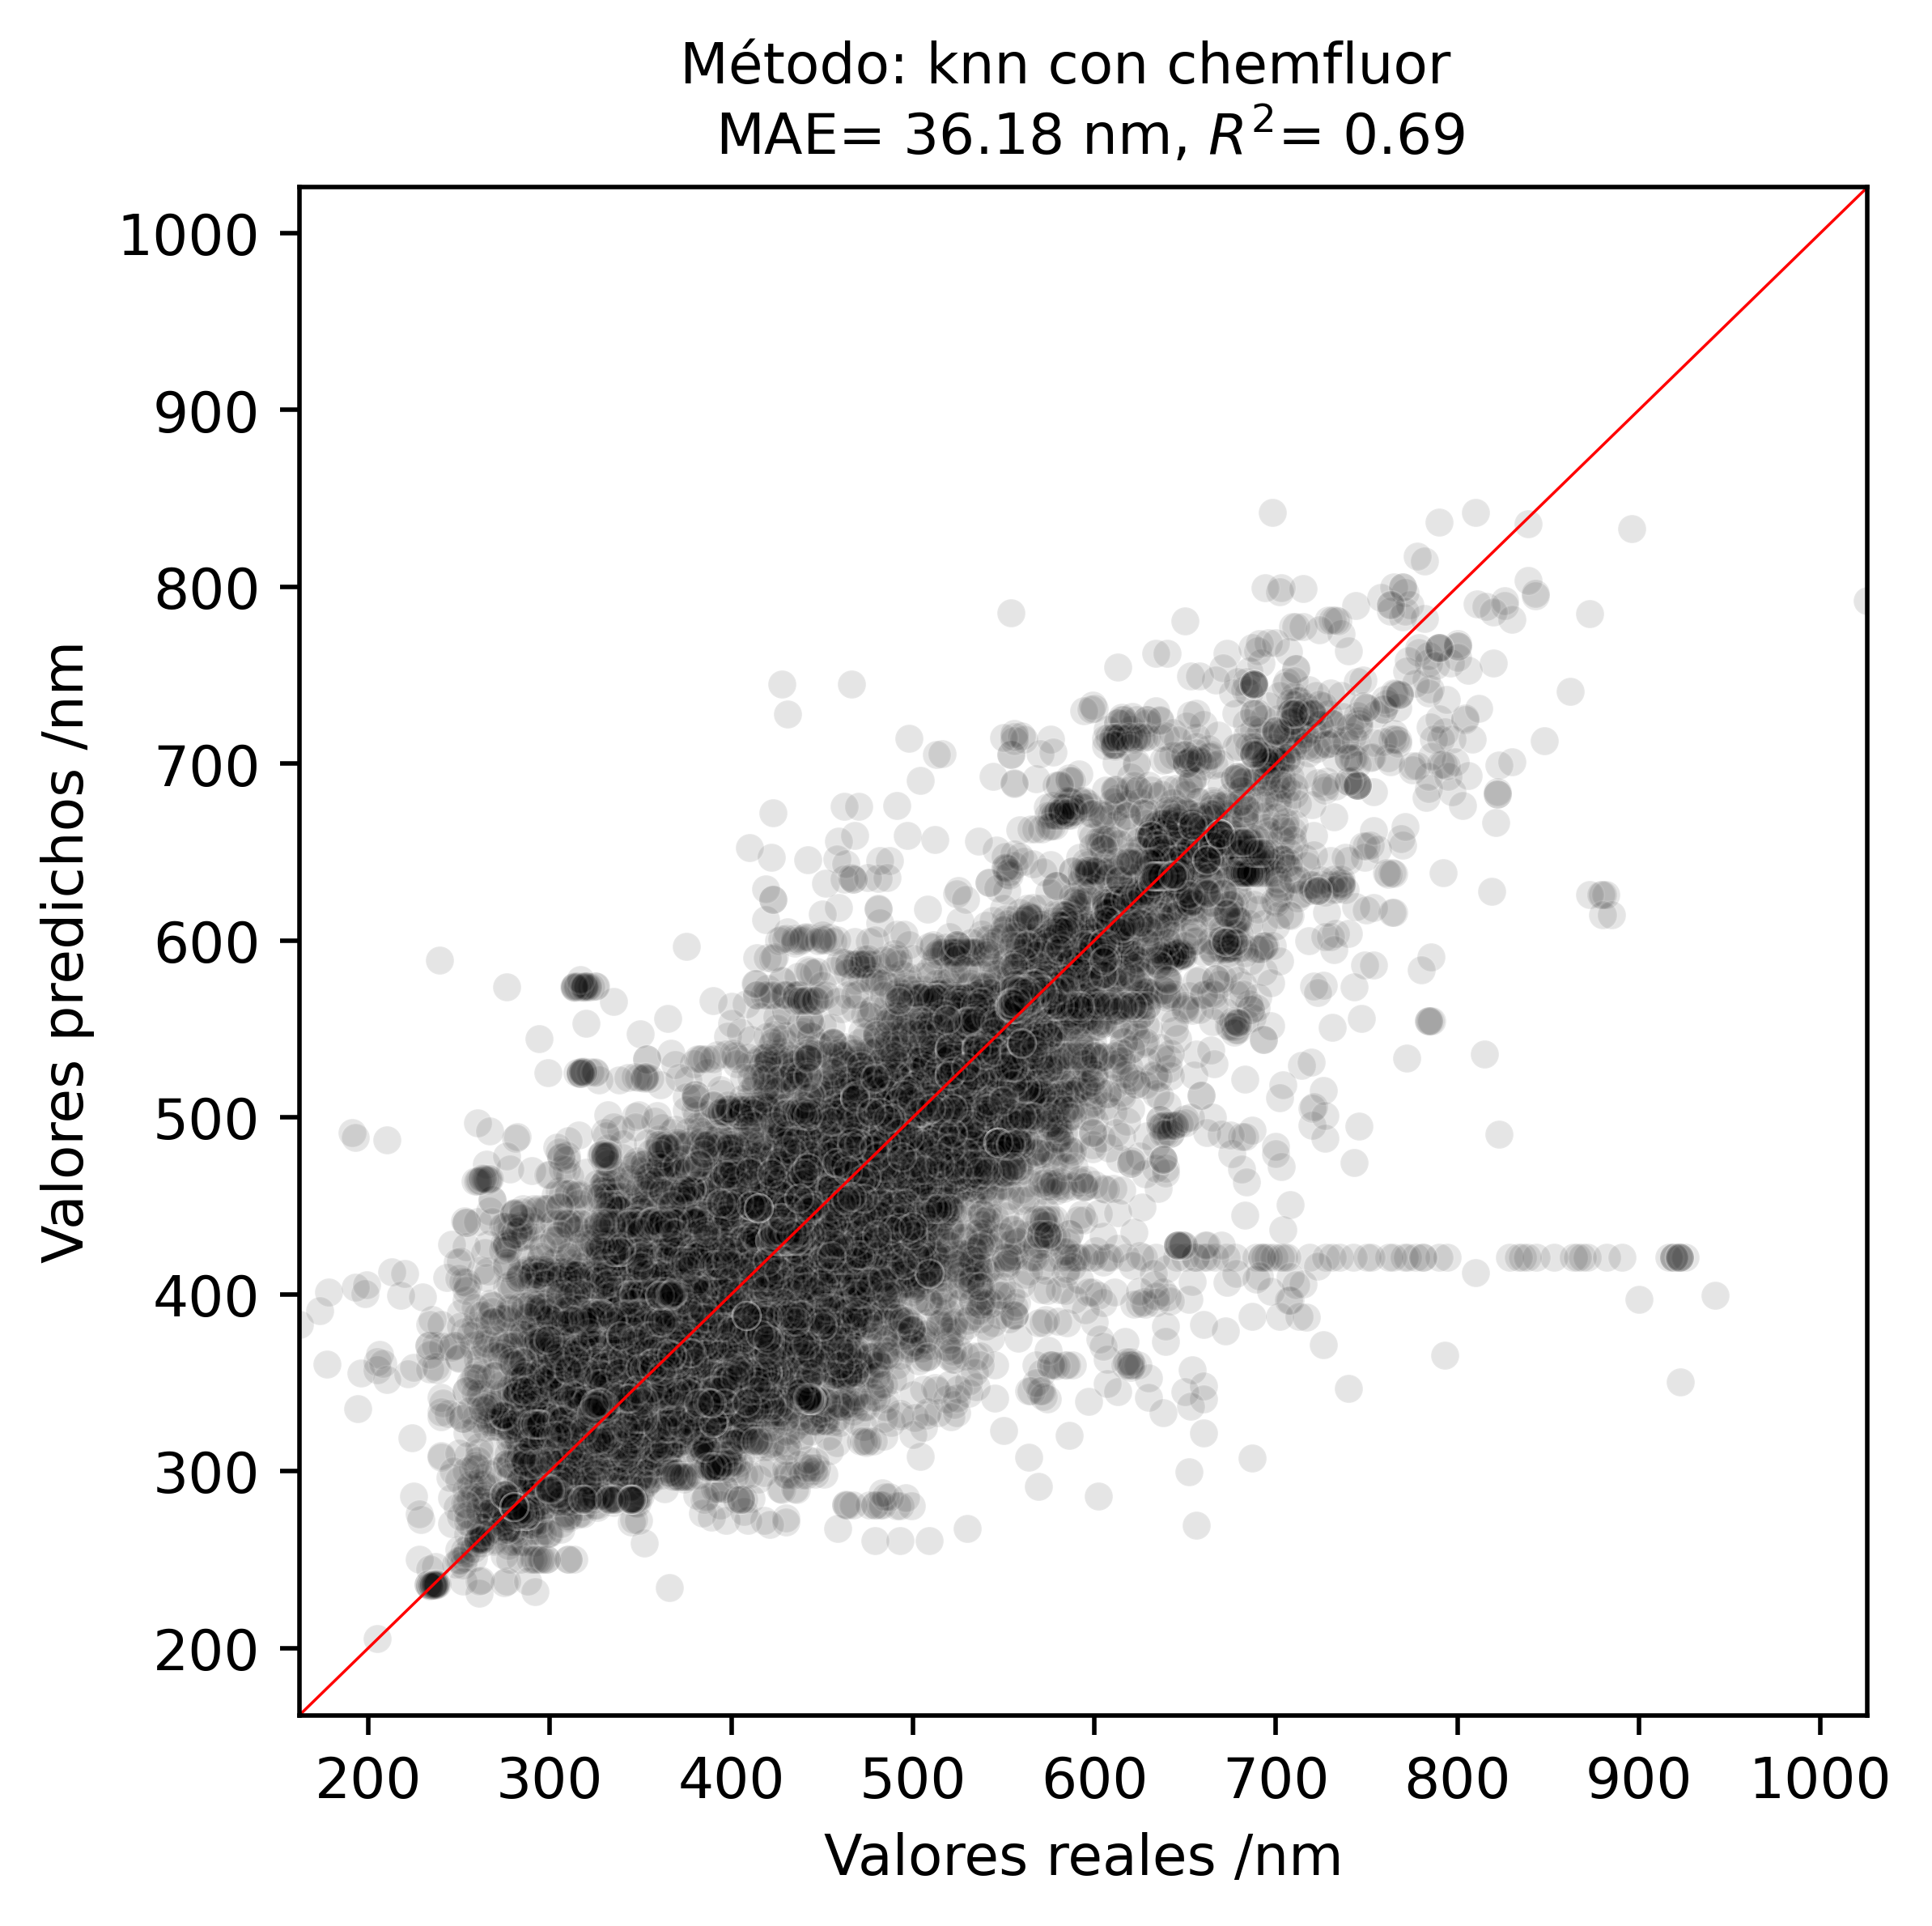 Método: knn con chemfluor
MAE= 36.18 nm, R²= 0.69
1000
900
800
700
600
500
400
300
200
Valores predichos /nm
200 300 400 500 600 700 800 900 1000
Valores reales /nm